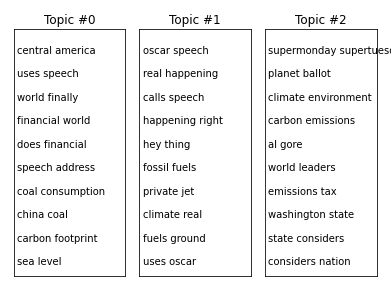 Topic #0
central america
uses speech
world finally
financial world
does financial
speech address
coal consumption
china coal
carbon footprint
sea level
Topic #1
oscar speech
real happening
calls speech
happening right
hey thing
fossil fuels
private jet
climate real
fuels ground
uses oscar
Topic #2
supermonday
planet ballot
climate environment
carbon emissions
al gore
world leaders
emissions tax
washington state
state considers
considers nation